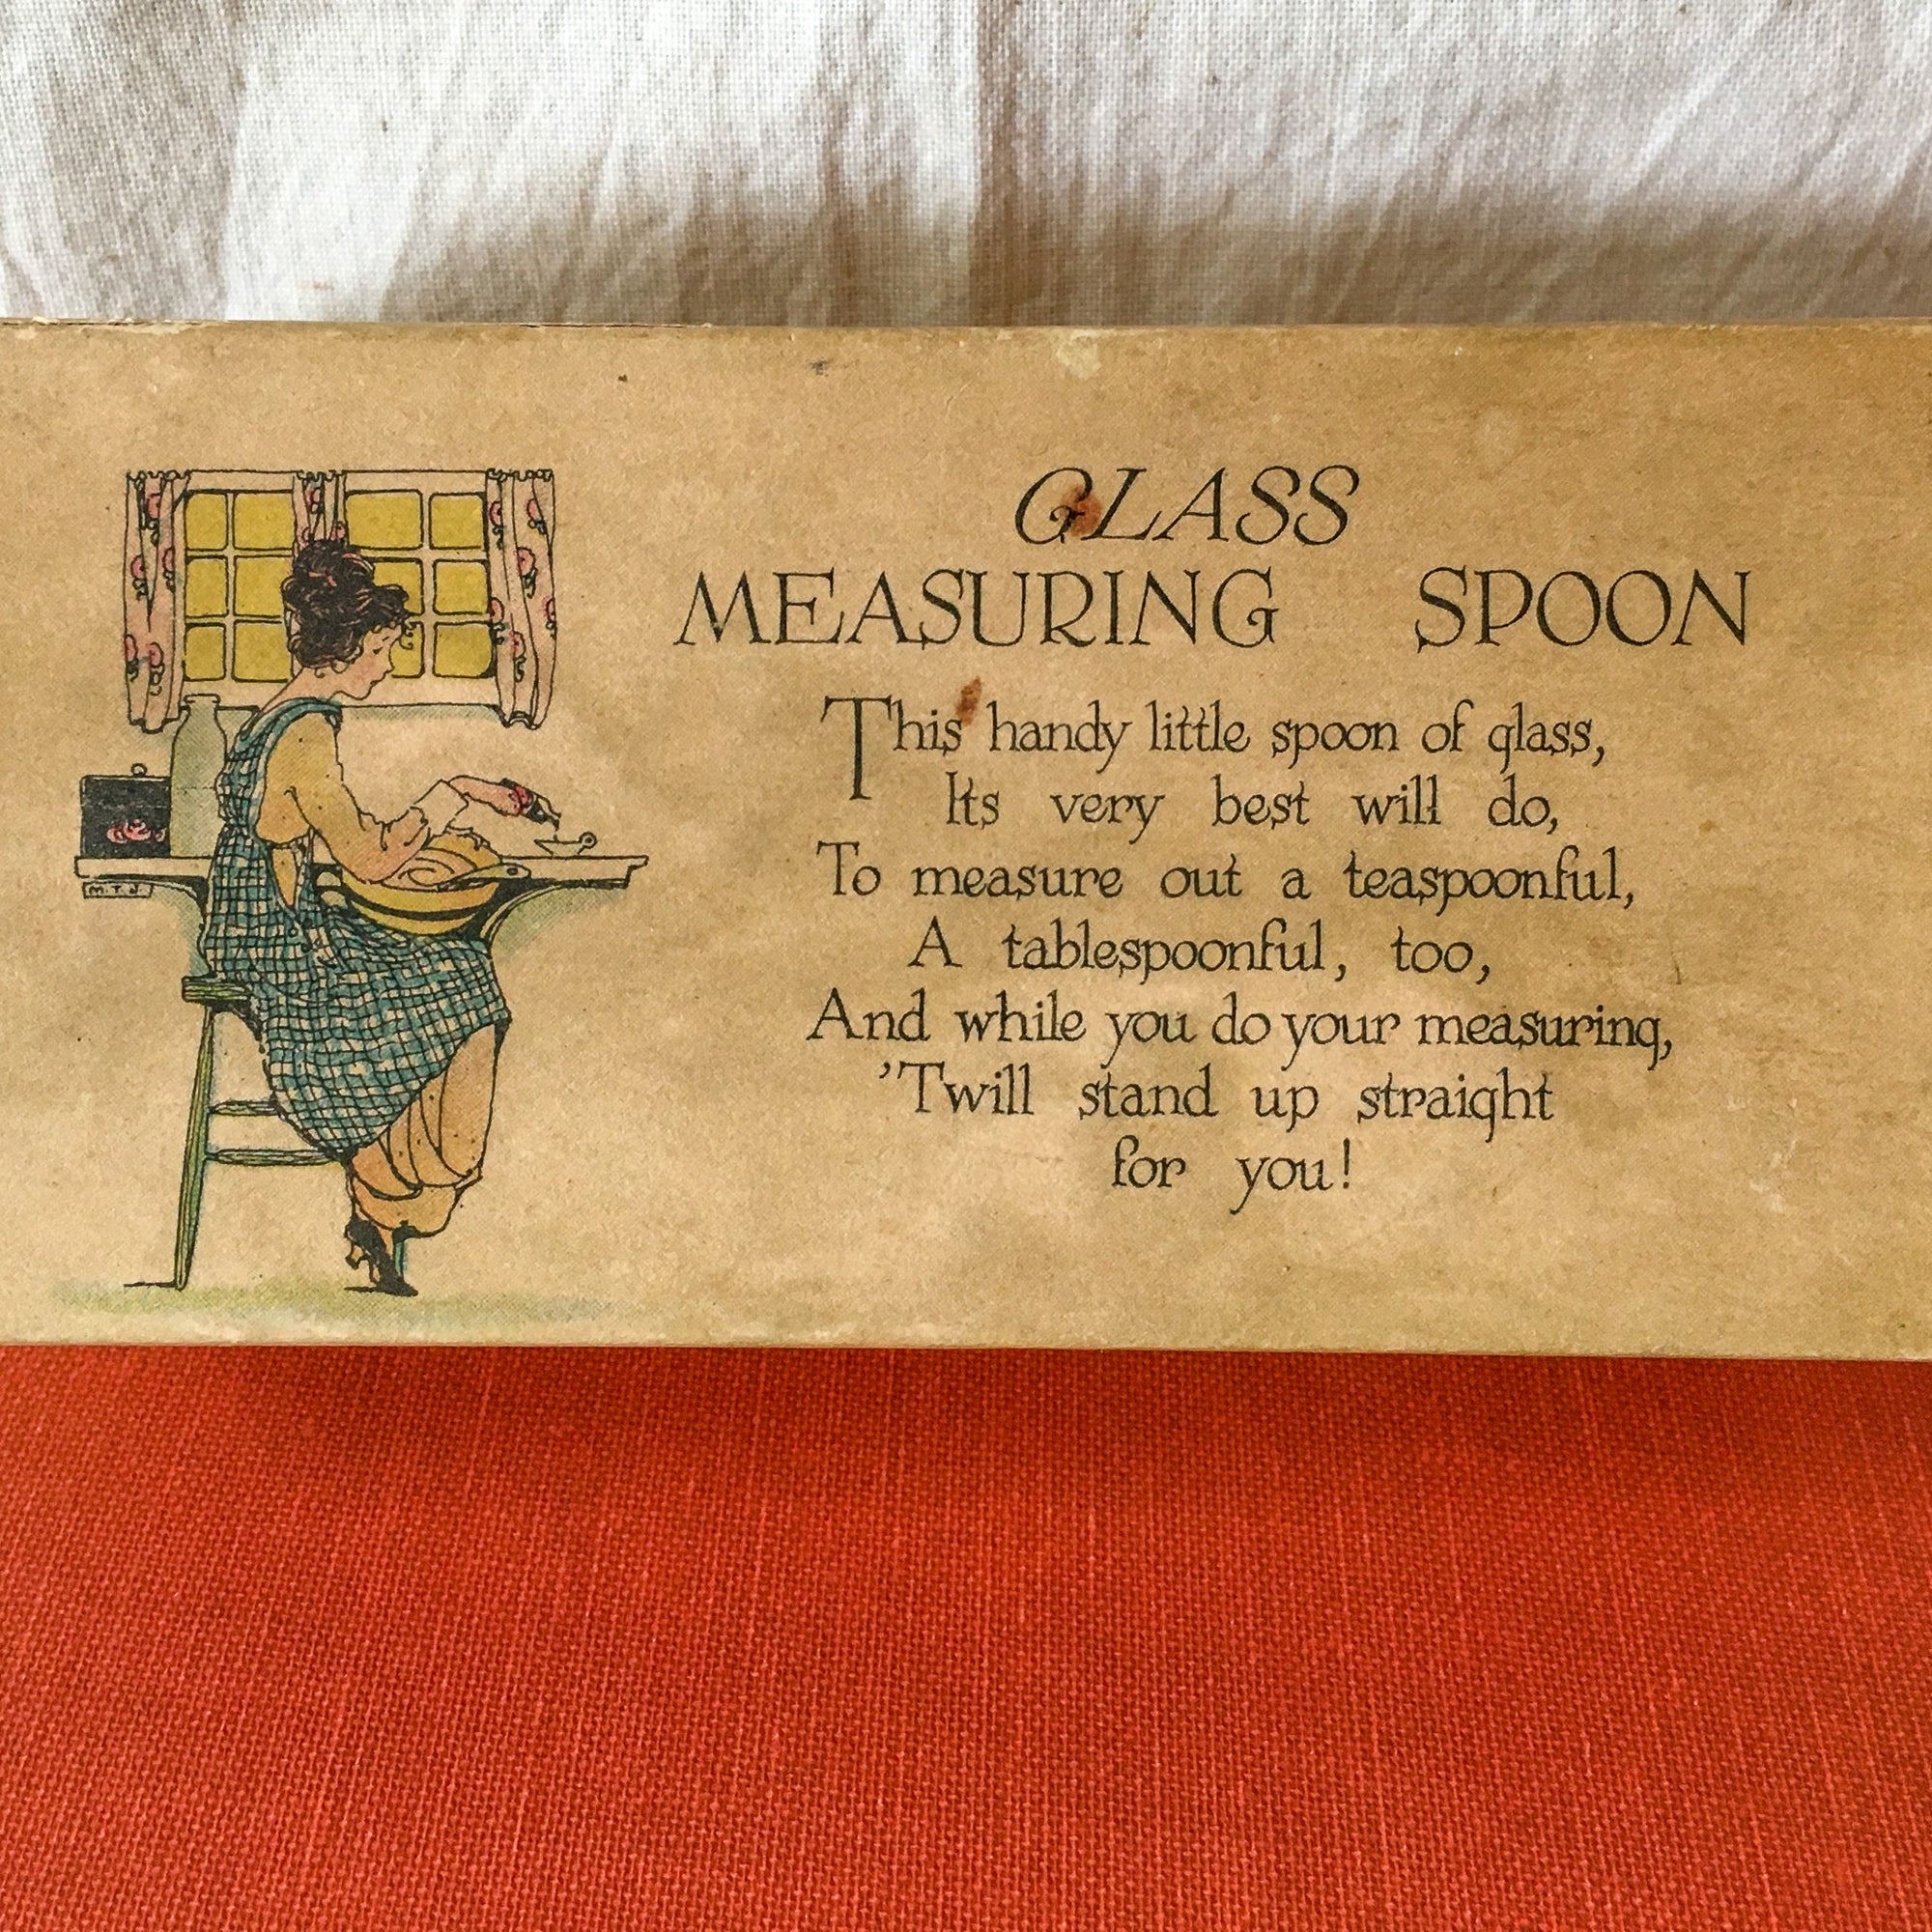 GLASS
MEASURING SPOON
This handy little spoon of glass,
Its very best will do,
To measure out a teaspoonful,
A tablespoonful, too,
And while you do your measuring,
’Twill stand up straight
for you!
M.T.J.